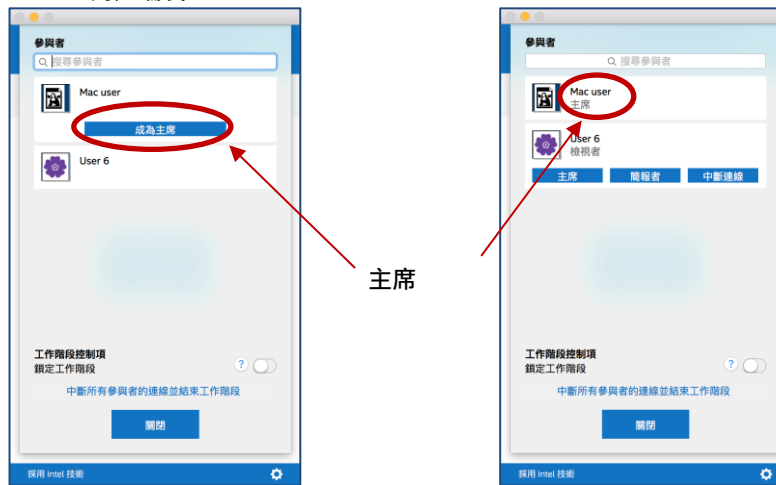 參與者
搜尋參與者
Mac user
成為主席
User 6
工作階段控制項
鎖定工作階段
?
中斷所有參與者的連線並結束工作階段
關閉
採用 Intel 技術
主席
參與者
搜尋參與者
Mac user
主席
User 6
檢視者
主席 簡報者 中斷連線
工作階段控制項
鎖定工作階段
?
中斷所有參與者的連線並結束工作階段
關閉
採用 Intel 技術